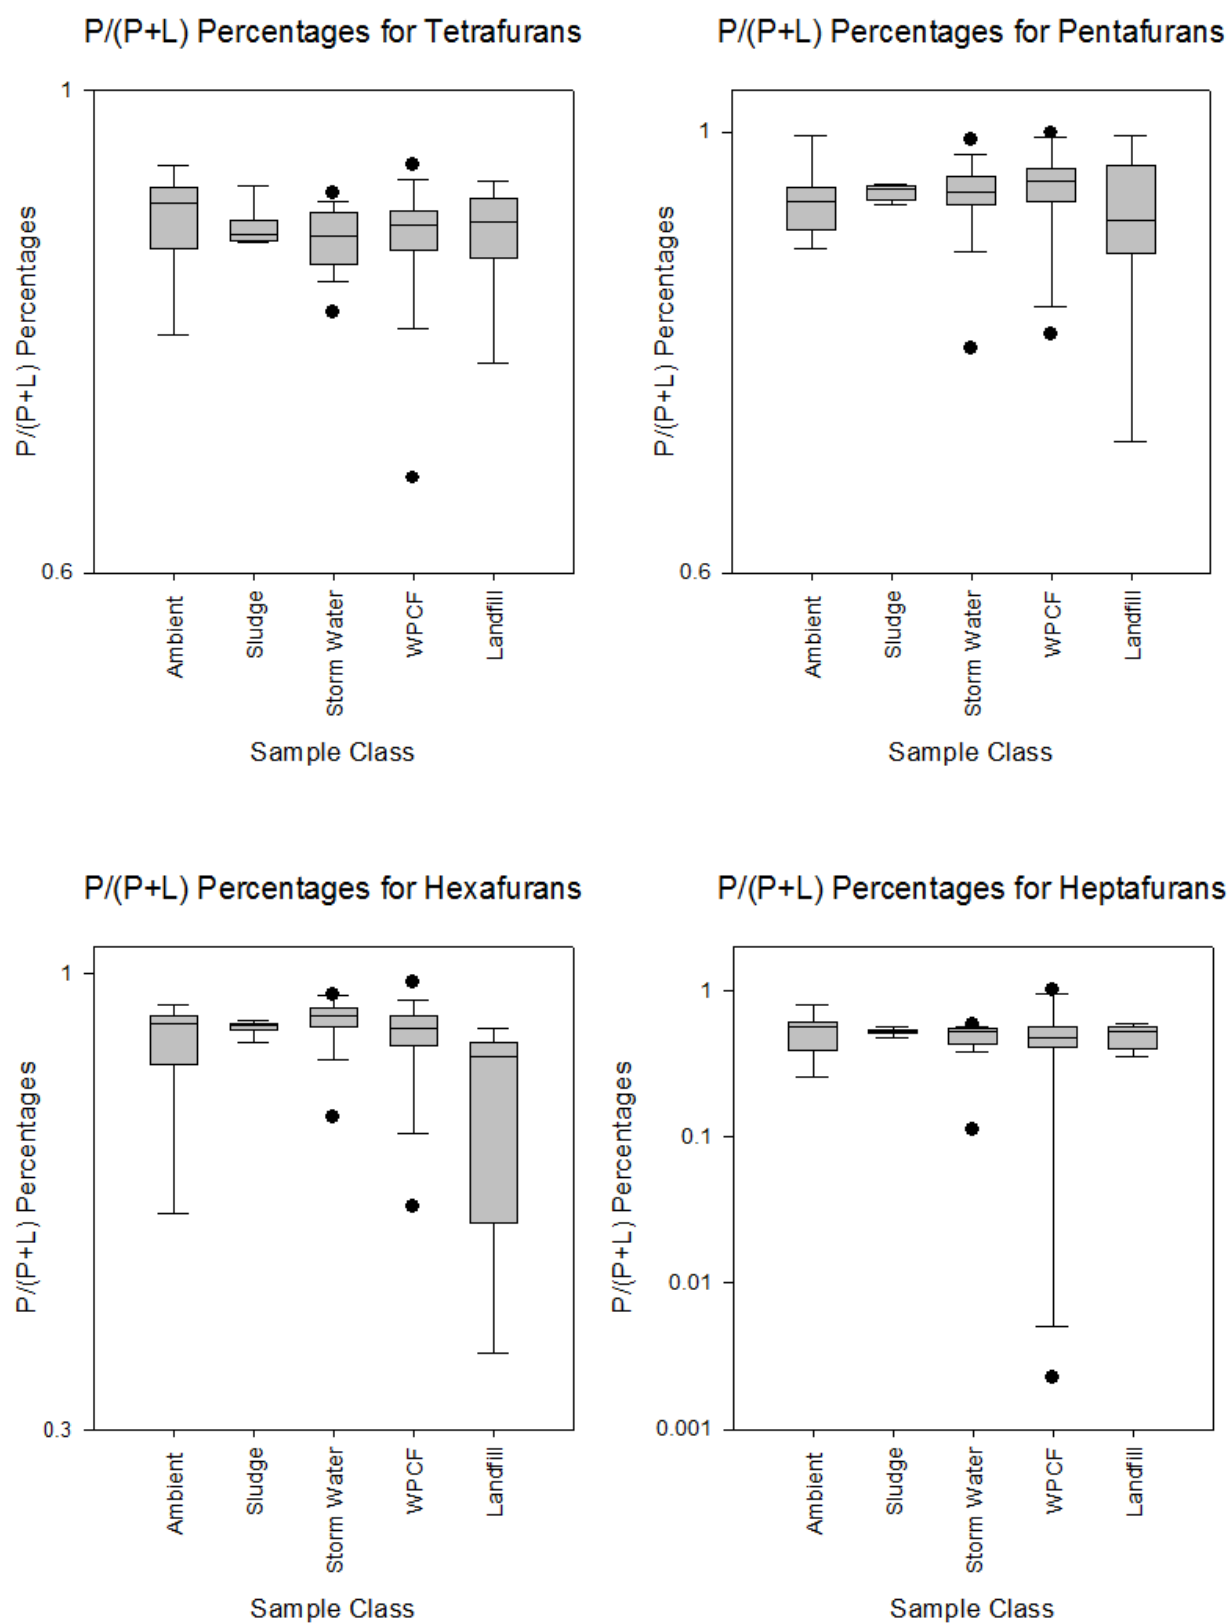 P/(P+L) Percentages for Tetrafurans
1
0.6
P/(P+L) Percentages
Ambient
Sludge
Storm Water
WPCF
Landfill
Sample Class
P/(P+L) Percentages for Pentafurans
1
0.6
P/(P+L) Percentages
Ambient
Sludge
Storm Water
WPCF
Landfill
Sample Class
P/(P+L) Percentages for Hexafurans
1
0.3
P/(P+L) Percentages
Ambient
Sludge
Storm Water
WPCF
Landfill
Sample Class
P/(P+L) Percentages for Heptafurans
1
0.1
0.01
0.001
P/(P+L) Percentages
Ambient
Sludge
Storm Water
WPCF
Landfill
Sample Class